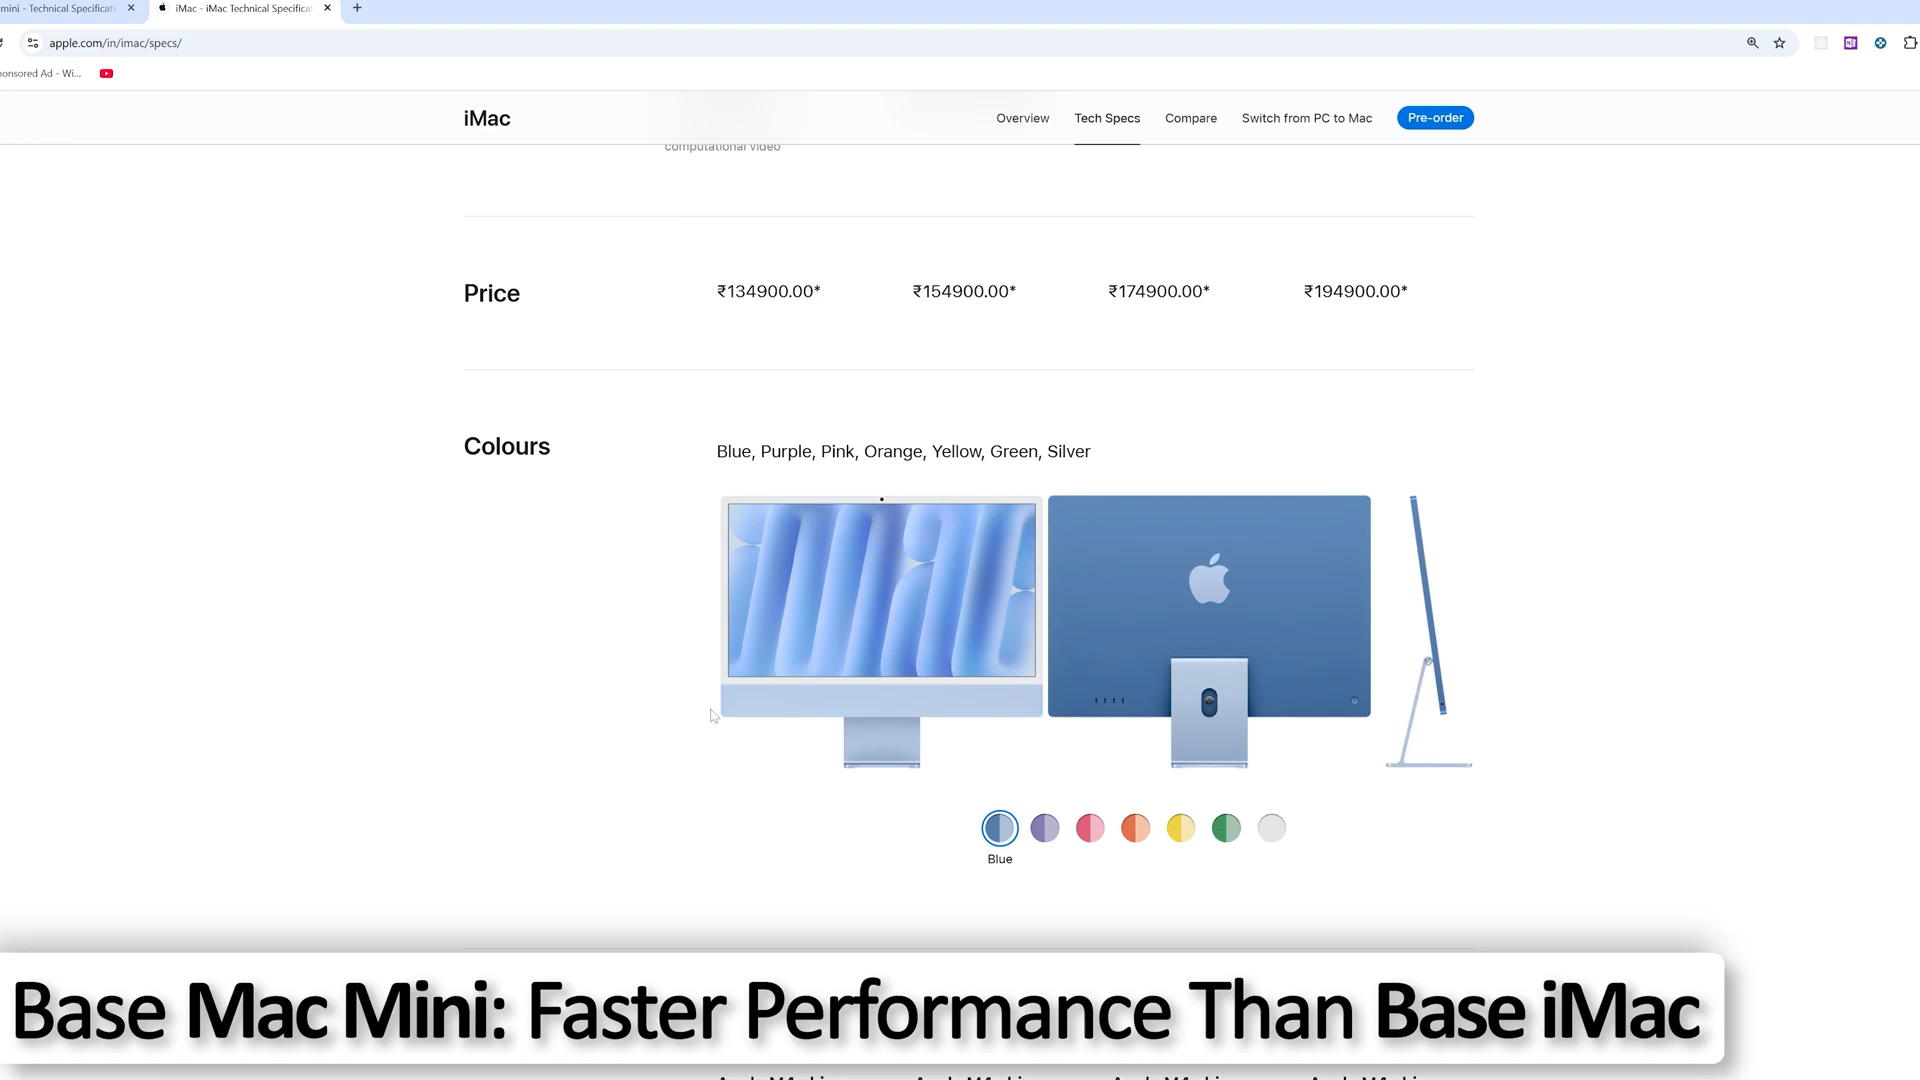 mini - Technical Specificati
iMac - iMac Technical Specificat
apple.com/in/imac/specs/
onsored Ad - Wi...
iMac
Overview
Tech Specs
Compare
Switch from PC to Mac
Pre-order
computational video
Price
₹134900.00*
₹154900.00*
₹174900.00*
₹194900.00*
Colours
Blue, Purple, Pink, Orange, Yellow, Green, Silver
Blue
Base Mac Mini: Faster Performance Than Base iMac